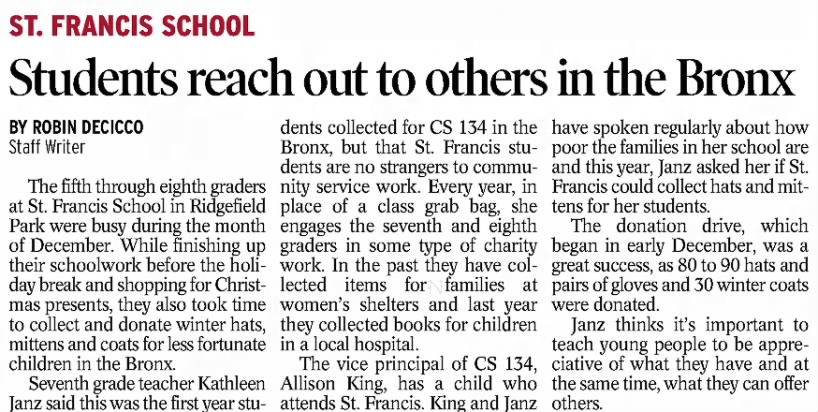 ST. FRANCIS SCHOOL
Students reach out to others in the Bronx
BY ROBIN DECICCO
Staff Writer
The fifth through eighth graders
at St. Francis School in Ridgefield
Park were busy during the month
of December. While finishing up
their schoolwork before the holi-
day break and shopping for Christ-
mas presents, they also took time
to collect and donate winter hats,
mittens and coats for less fortunate
children in the Bronx.
Seventh grade teacher Kathleen
Janz said this was the first year stu-
dents collected for CS 134 in the
Bronx, but that St. Francis stu-
dents are no strangers to commu-
nity service work. Every year, in
place of a class grab bag, she
engages the seventh and eighth
graders in some type of charity
work. In the past they have col-
lected items for families at
women's shelters and last year
they collected books for children
in a local hospital.
The vice principal of CS 134,
Allison King, has a child who
attends St. Francis. King and Janz
have spoken regularly about how
poor the families in her school are
and this year, Janz asked her if St.
Francis could collect hats and mit-
tens for her students.
The donation drive, which
began in early December, was a
great success, as 80 to 90 hats and
pairs of gloves and 30 winter coats
were donated.
Janz thinks it's important to
teach young people to be appre-
ciative of what they have and at
the same time, what they can offer
others.